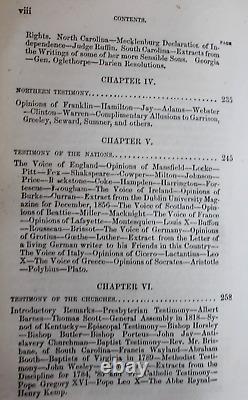 viii
CONTENTS.
PAGE
Rights. North Carolina—Mecklenburg Declaration of In-
dependence—Judge Ruffin. South Carolina—Extracts from
the Writings of some of her more Sensible Sons. Georgia
—Gen. Oglethorpe—Darien Resolutions.
CHAPTER IV.
NORTHERN TESTIMONY . . . 235
Opinions of Franklin—Hamilton—Jay—Adams—Webster
—Clinton—Warren—Complimentary Allusions to Garrison,
Greeley, Seward, Sumner, and others.
CHAPTER V.
TESTIMONY OF THE NATIONS . . . 245
The Voice of England—Opinions of Mansfield—Locke—
Pitt—Fox—Shakspeare—Cowper—Milton—Johnson—
Price—Blackstone—Coke—Hampden—Harrington—For-
tescue—Brougham—The Voice of Ireland—Opinions of
Burke—Curran—Extract from the Dublin University Maga-
zine for December, 1856—The Voice of Scotland—Opin-
ions of Beattie—Miller—Macknight—The Voice of France
—Opinions of Lafayette—Montesquieu—Louis X—Buffon
—Rousseau—Brissot—The Voice of Germany—Opinions
of Grotius—Goethe—Luther—Extract from the Letter of
a living German writer to his Friends in this Country—
The Voice of Italy—Opinions of Cicero—Lactantius—Leo
X—The Voice of Greece—Opinions of Socrates—Aristotle
—Polybius—Plato.
CHAPTER VI.
TESTIMONY OF THE CHURCHES . . . 258
Introductory Remarks—Presbyterian Testimony—Albert
Barnes—Thomas Scott—General Assembly in 1818—Sy-
nod of Kentucky—Episcopal Testimony—Bishop Horsley
—Bishop Butler—Bishop Porteus—John Jay—Anti-
slavery Churchman—Baptist Testimony—Rev. Mr. Bris-
bane, of South Carolina—Francis Wayland—Abraham
Booth—Baptists of Virginia in 1789—Methodist Testi-
mony—John Wesley—Adam Clarke—Extracts from the
Discipline for 1784, '85 and '97—Catholic Testimony—
Pope Gregory XVI—Pope Leo X—The Abbe Raynal—
Henry Kemp.